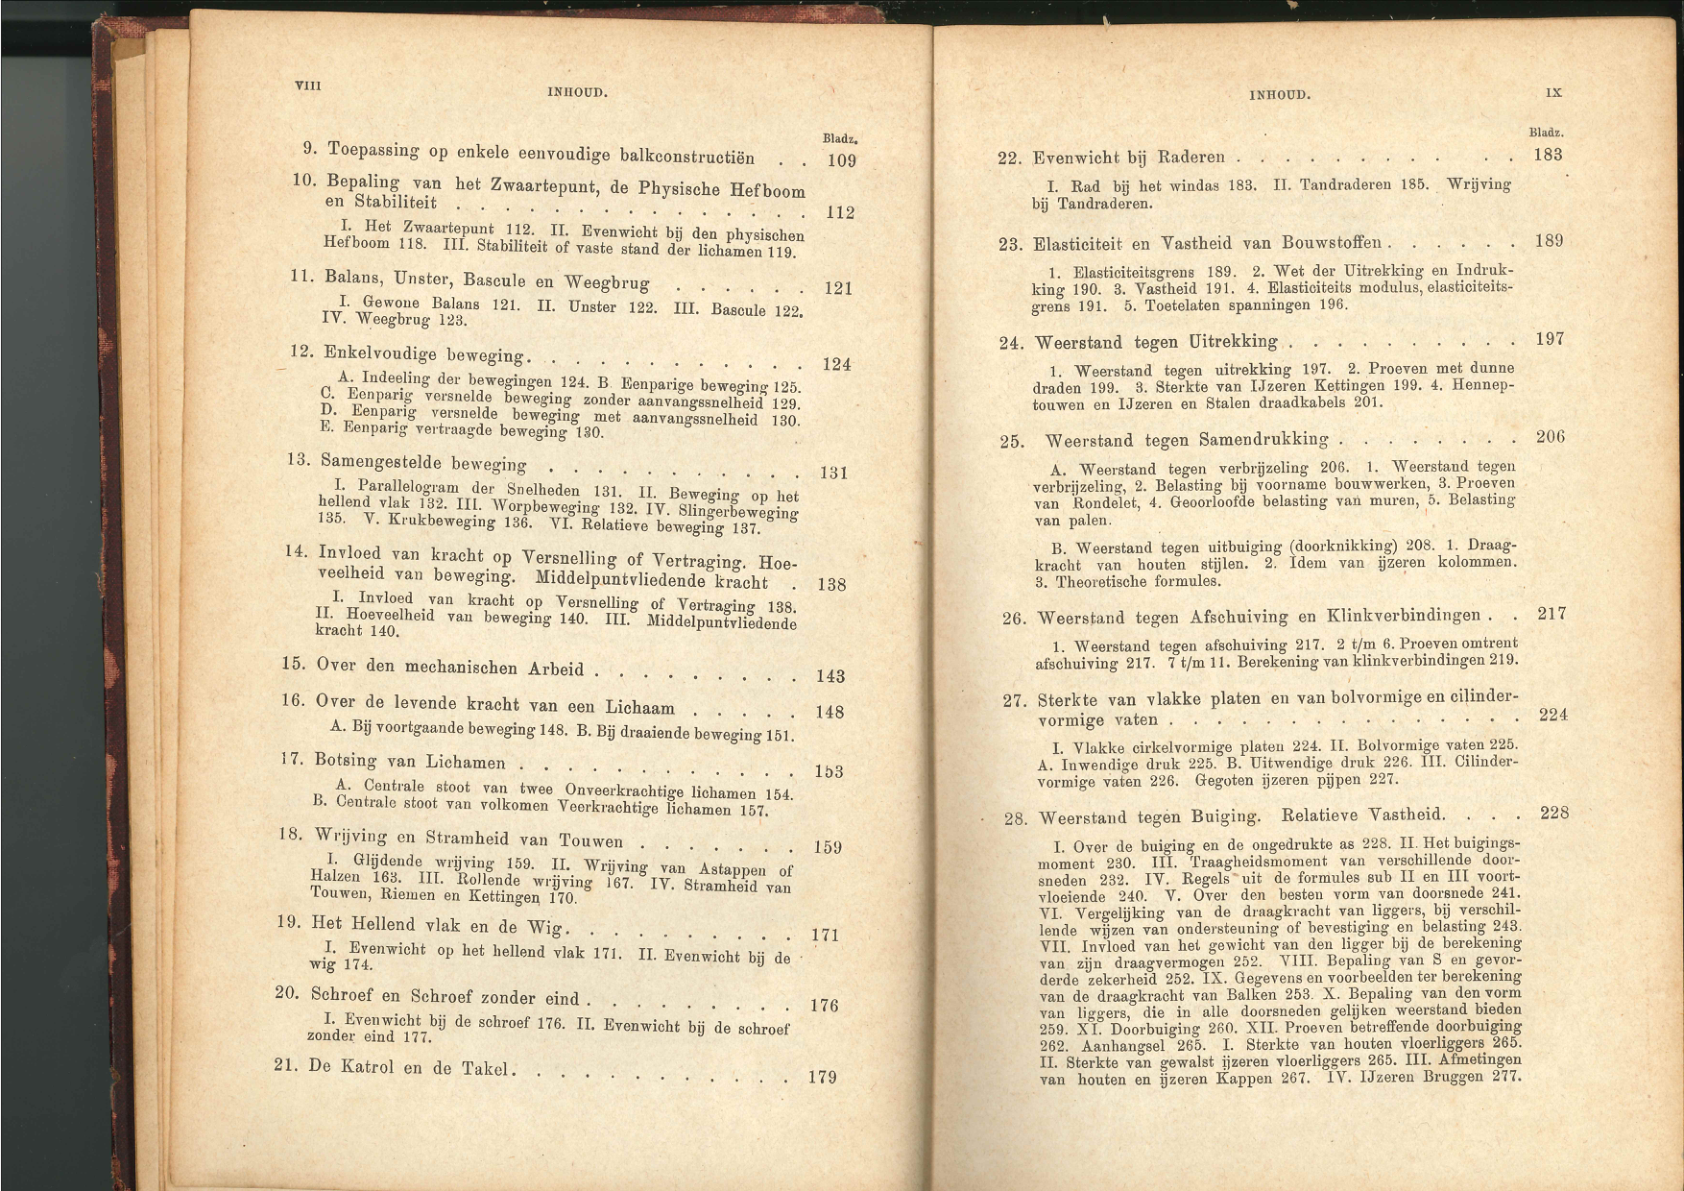 VIII
INHOUD.
Bladz.
9. Toepassing op enkele eenvoudige balkconstructiën . . 109
10. Bepaling van het Zwaartepunt, de Physische Hefboom
en Stabiliteit . . . . . . . . . . . . . . . 112
I. Het Zwaartepunt 112. II. Evenwicht bij den physischen
Hefboom 118. III. Stabiliteit of vaste stand der lichamen 119.
11. Balans, Unster, Bascule en Weegbrug . . . . . . 121
I. Gewone Balans 121. II. Unster 122. III. Bascule 122.
IV. Weegbrug 123.
12. Enkelvoudige beweging. . . . . . . . . . . . 124
A. Indeeling der bewegingen 124. B. Eenparige beweging 125.
C. Eenparig versnelde beweging zonder aanvangssnelheid 129.
D. Eenparig versnelde beweging met aanvangssnelheid 130.
E. Eenparig vertraagde beweging 130.
13. Samengestelde beweging . . . . . . . . . . . 131
I. Parallelogram der Snelheden 131. II. Beweging op het
hellend vlak 132. III. Worpbeweging 132. IV. Slingerbeweging
135. V. Krukbeweging 136. VI. Relatieve beweging 137.
14. Invloed van kracht op Versnelling of Vertraging. Hoe-
veelheid van beweging. Middelpuntvliedende kracht . 138
I. Invloed van kracht op Versnelling of Vertraging 138.
II. Hoeveelheid van beweging 140. III. Middelpuntvliedende
kracht 140.
15. Over den mechanischen Arbeid . . . . . . . . . 143
16. Over de levende kracht van een Lichaam . . . . . 148
A. Bij voortgaande beweging 148. B. Bij draaiende beweging 151.
17. Botsing van Lichamen . . . . . . . . . . . . 153
A. Centrale stoot van twee Onveerkrachtige lichamen 154.
B. Centrale stoot van volkomen Veerkrachtige lichamen 157.
18. Wrijving en Stramheid van Touwen . . . . . . . 159
I. Glijdende wrijving 159. II. Wrijving van Astappen of
Halzen 163. III. Rollende wrijving 167. IV. Stramheid van
Touwen, Riemen en Kettingen 170.
19. Het Hellend vlak en de Wig. . . . . . . . . . 171
I. Evenwicht op het hellend vlak 171. II. Evenwicht bij de
wig 174.
20. Schroef en Schroef zonder eind . . . . . . . . . 176
I. Evenwicht bij de schroef 176. II. Evenwicht bij de schroef
zonder eind 177.
21. De Katrol en de Takel. . . . . . . . . . . . 179
INHOUD.
IX
Bladz.
22. Evenwicht bij Raderen . . . . . . . . . . . 183
I. Rad bij het windas 183. II. Tandraderen 185. Wrijving
bij Tandraderen.
23. Elasticiteit en Vastheid van Bouwstoffen . . . . . . 189
1. Elasticiteitsgrens 189. 2. Wet der Uitrekking en Indruk-
king 190. 3. Vastheid 191. 4. Elasticiteits modulus, elasticiteits-
grens 191. 5. Toetelaten spanningen 196.
24. Weerstand tegen Uitrekking . . . . . . . . . . 197
1. Weerstand tegen uitrekking 197. 2. Proeven met dunne
draden 199. 3. Sterkte van IJzeren Kettingen 199. 4. Hennep-
touwen en IJzeren en Stalen draadkabels 201.
25. Weerstand tegen Samendrukking . . . . . . . . 206
A. Weerstand tegen verbrijzeling 206. 1. Weerstand tegen
verbrijzeling, 2. Belasting bij voorname bouwwerken, 3. Proeven
van Rondelet, 4. Geoorloofde belasting van muren, 5. Belasting
van palen.
B. Weerstand tegen uitbuiging (doorknikking) 208. 1. Draag-
kracht van houten stijlen. 2. Idem van ijzeren kolommen.
3. Theoretische formules.
26. Weerstand tegen Afschuiving en Klinkverbindingen . . 217
1. Weerstand tegen afschuiving 217. 2 t/m 6. Proeven omtrent
afschuiving 217. 7 t/m 11. Berekening van klinkverbindingen 219.
27. Sterkte van vlakke platen en van bolvormige en cilinder-
vormige vaten . . . . . . . . . . . . . . . . 224
I. Vlakke cirkelvormige platen 224. II. Bolvormige vaten 225.
A. Inwendige druk 225. B. Uitwendige druk 226. III. Cilinder-
vormige vaten 226. Gegoten ijzeren pijpen 227.
28. Weerstand tegen Buiging. Relatieve Vastheid. . . . 228
I. Over de buiging en de ongedrukte as 228. II. Het buigings-
moment 230. III. Traagheidsmoment van verschillende door-
sneden 232. IV. Regels uit de formules sub II en III voort-
vloeiende 240. V. Over den besten vorm van doorsnede 241.
VI. Vergelijking van de draagkracht van liggers, bij verschil-
lende wijzen van ondersteuning of bevestiging en belasting 243.
VII. Invloed van het gewicht van den ligger bij de berekening
van zijn draagvermogen 252. VIII. Bepaling van S en gevor-
derde zekerheid 252. IX. Gegevens en voorbeelden ter berekening
van de draagkracht van Balken 253. X. Bepaling van den vorm
van liggers, die in alle doorsneden gelijken weerstand bieden
259. XI. Doorbuiging 260. XII. Proeven betreffende doorbuiging
262. Aanhangsel 265. I. Sterkte van houten vloerliggers 265.
II. Sterkte van gewalst ijzeren vloerliggers 265. III. Afmetingen
van houten en ijzeren Kappen 267. IV. IJzeren Bruggen 277.